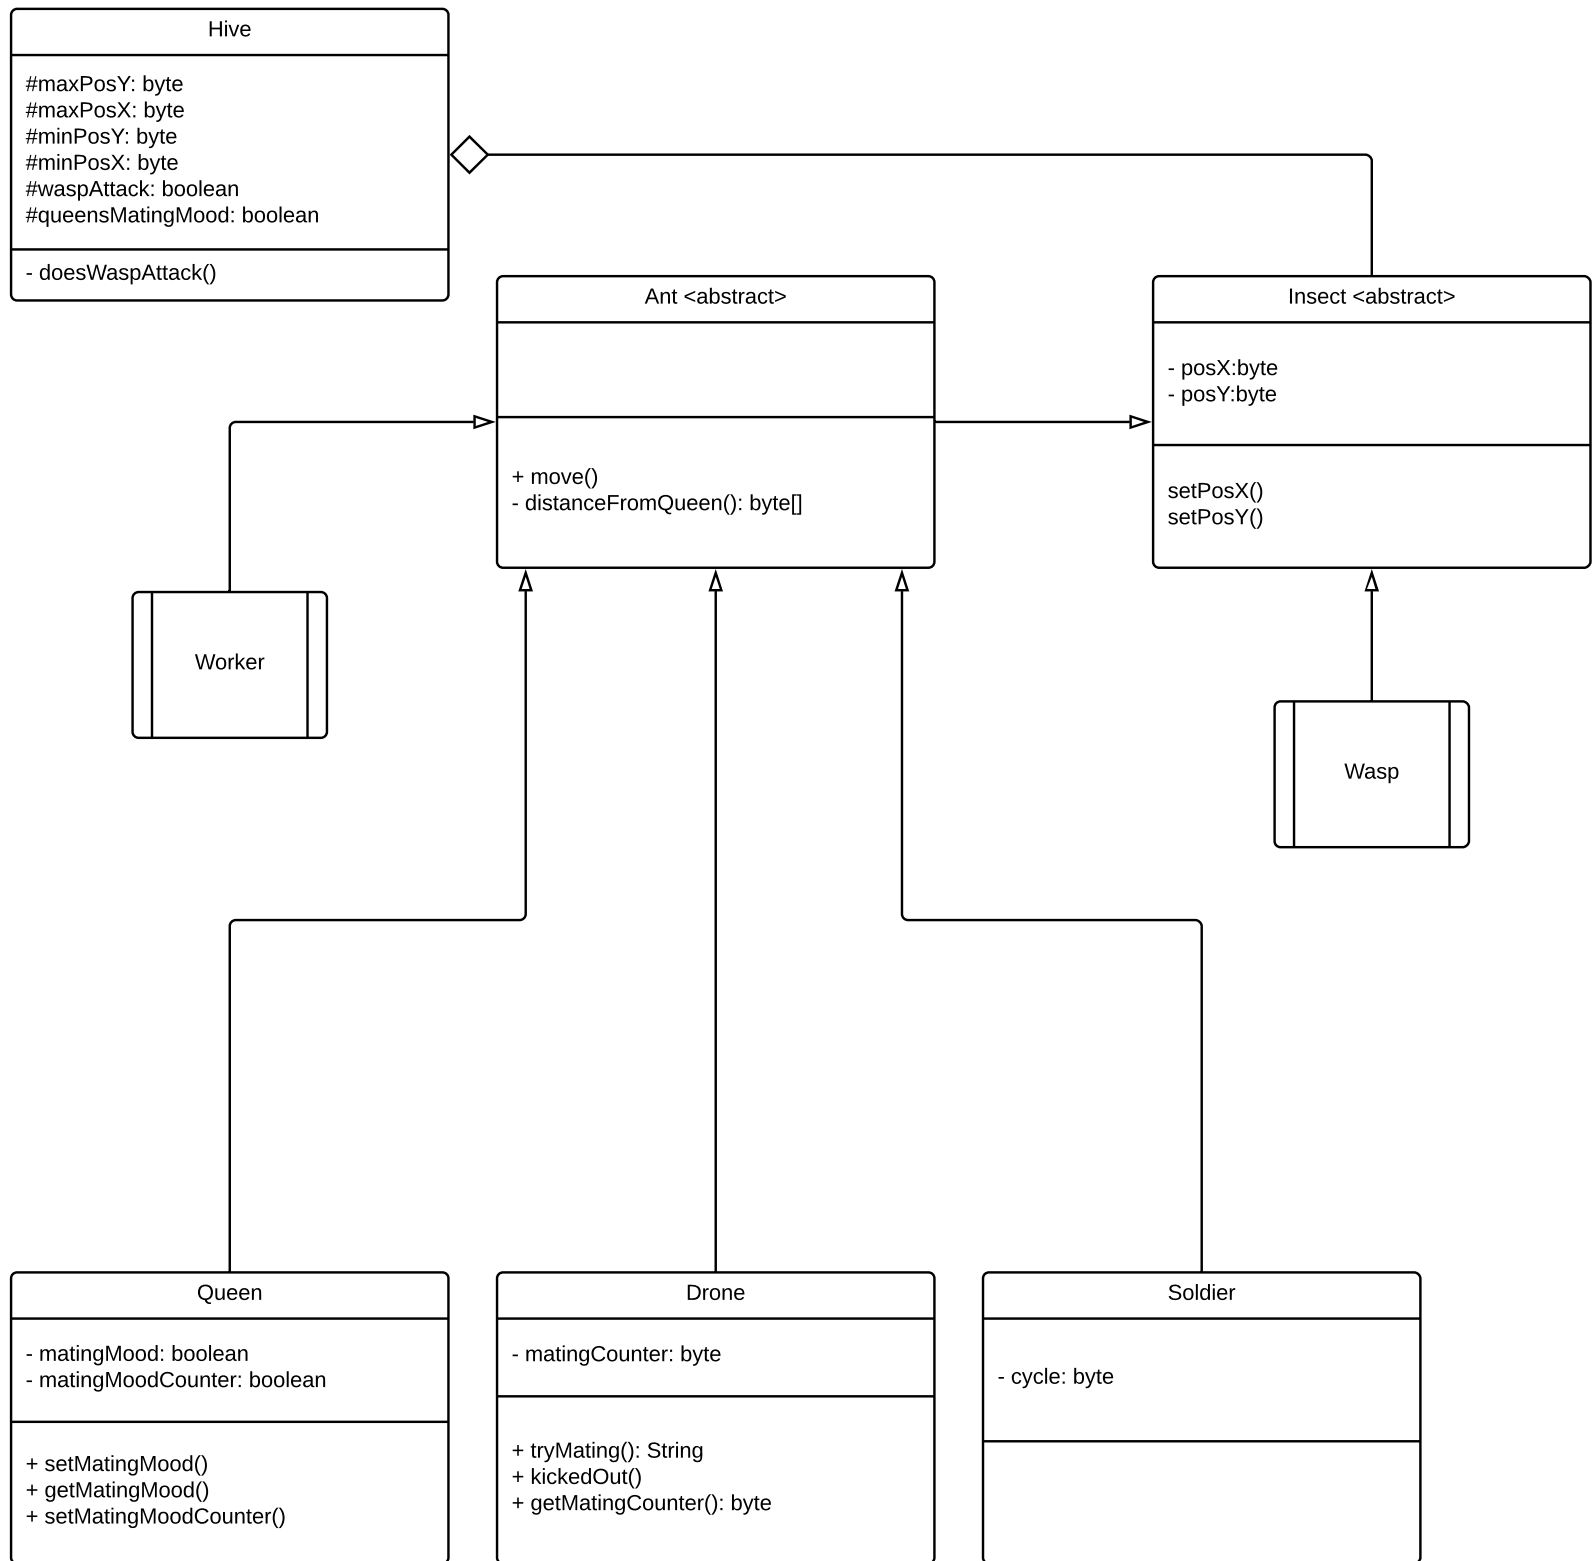 Hive
#maxPosY: byte
#maxPosX: byte
#minPosY: byte
#minPosX: byte
#waspAttack: boolean
#queensMatingMood: boolean
- doesWaspAttack()
Ant <abstract>
+ move()
- distanceFromQueen(): byte[]
Insect <abstract>
- posX:byte
- posY:byte
setPosX()
setPosY()
Worker
Wasp
Queen
- matingMood: boolean
- matingMoodCounter: boolean
+ setMatingMood()
+ getMatingMood()
+ setMatingMoodCounter()
Drone
- matingCounter: byte
+ tryMating(): String
+ kickedOut()
+ getMatingCounter(): byte
Soldier
- cycle: byte